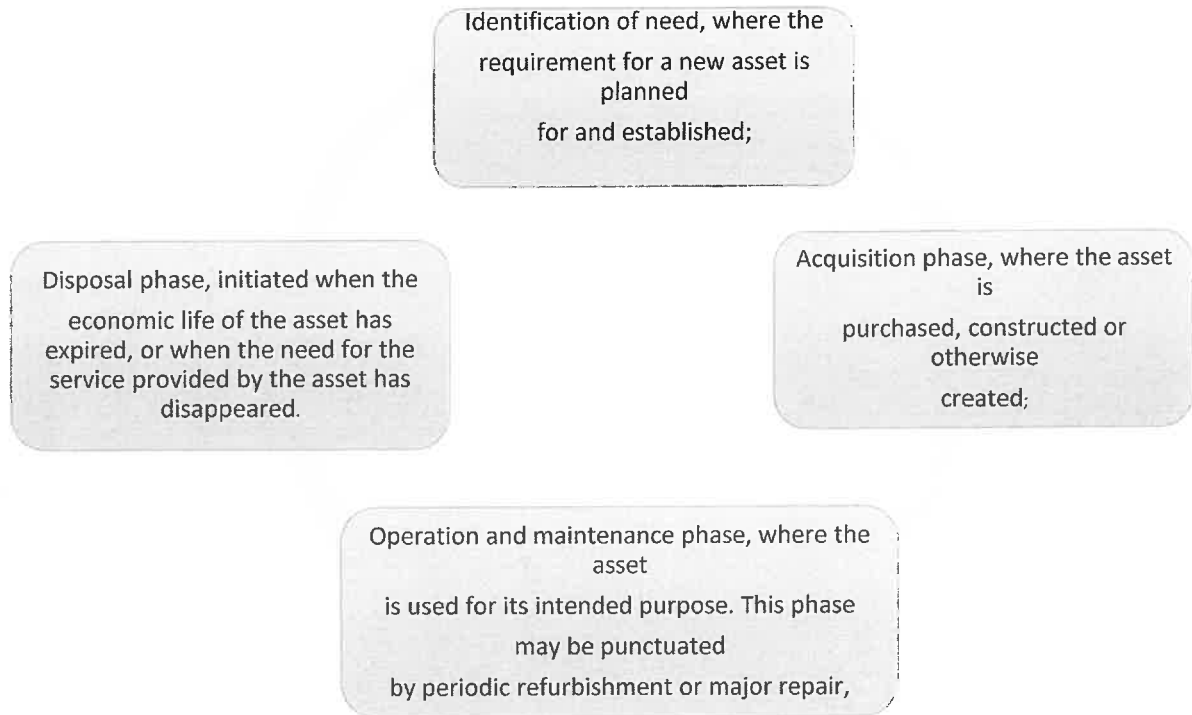 Identification of need, where the
requirement for a new asset is
planned
for and established;
Acquisition phase, where the asset
is
purchased, constructed or
otherwise
created;
Disposal phase, initiated when the
economic life of the asset has
expired, or when the need for the
service provided by the asset has
disappeared.
Operation and maintenance phase, where the
asset
is used for its intended purpose. This phase
may be punctuated
by periodic refurbishment or major repair,